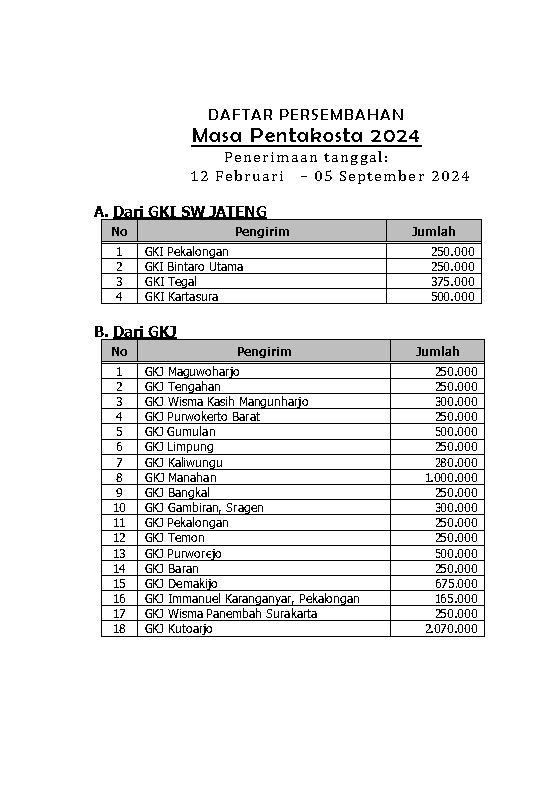 DAFTAR PERSEMBAHAN
Masa Pentakosta 2024
Penerimaan tanggal:
12 Februari – 05 September 2024
A. Dari GKI SW JATENG
No Pengirim Jumlah
1 GKI Pekalongan 250.000
2 GKI Bintaro Utama 250.000
3 GKI Tegal 375.000
4 GKI Kartasura 500.000
B. Dari GKJ
No Pengirim Jumlah
1 GKJ Maguwoharjo 250.000
2 GKJ Tengahan 250.000
3 GKJ Wisma Kasih Mangunharjo 300.000
4 GKJ Purwokerto Barat 250.000
5 GKJ Gumulan 500.000
6 GKJ Limpung 250.000
7 GKJ Kaliwungu 280.000
8 GKJ Manahan 1.000.000
9 GKJ Bangkal 250.000
10 GKJ Gambiran, Sragen 300.000
11 GKJ Pekalongan 250.000
12 GKJ Temon 250.000
13 GKJ Purworejo 500.000
14 GKJ Baran 250.000
15 GKJ Demakijo 675.000
16 GKJ Immanuel Karanganyar, Pekalongan 165.000
17 GKJ Wisma Panembah Surakarta 250.000
18 GKJ Kutoarjo 2.070.000